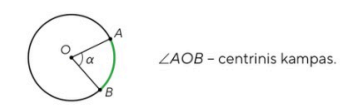 A
O
α
∠AOB – centrinis kampas.
B